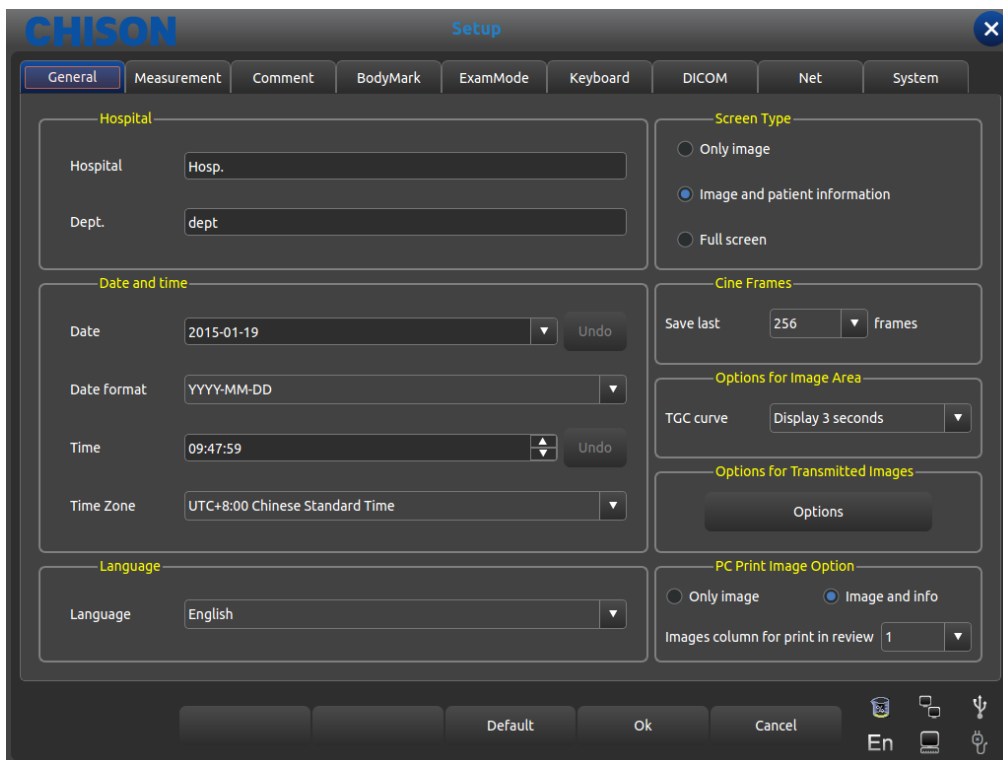 CHISON
Setup
General Measurement Comment BodyMark ExamMode Keyboard DICOM Net System
Hospital
Hospital Hosp.
Dept. dept
Date and time
Date 2015-01-19 Undo
Date format YYYY-MM-DD
Time 09:47:59 Undo
Time Zone UTC+8:00 Chinese Standard Time
Language
Language English
Screen Type
Only image
Image and patient information
Full screen
Cine Frames
Save last 256 frames
Options for Image Area
TGC curve Display 3 seconds
Options for Transmitted Images
Options
PC Print Image Option
Only image Image and info
Images column for print in review 1
Default Ok Cancel
En